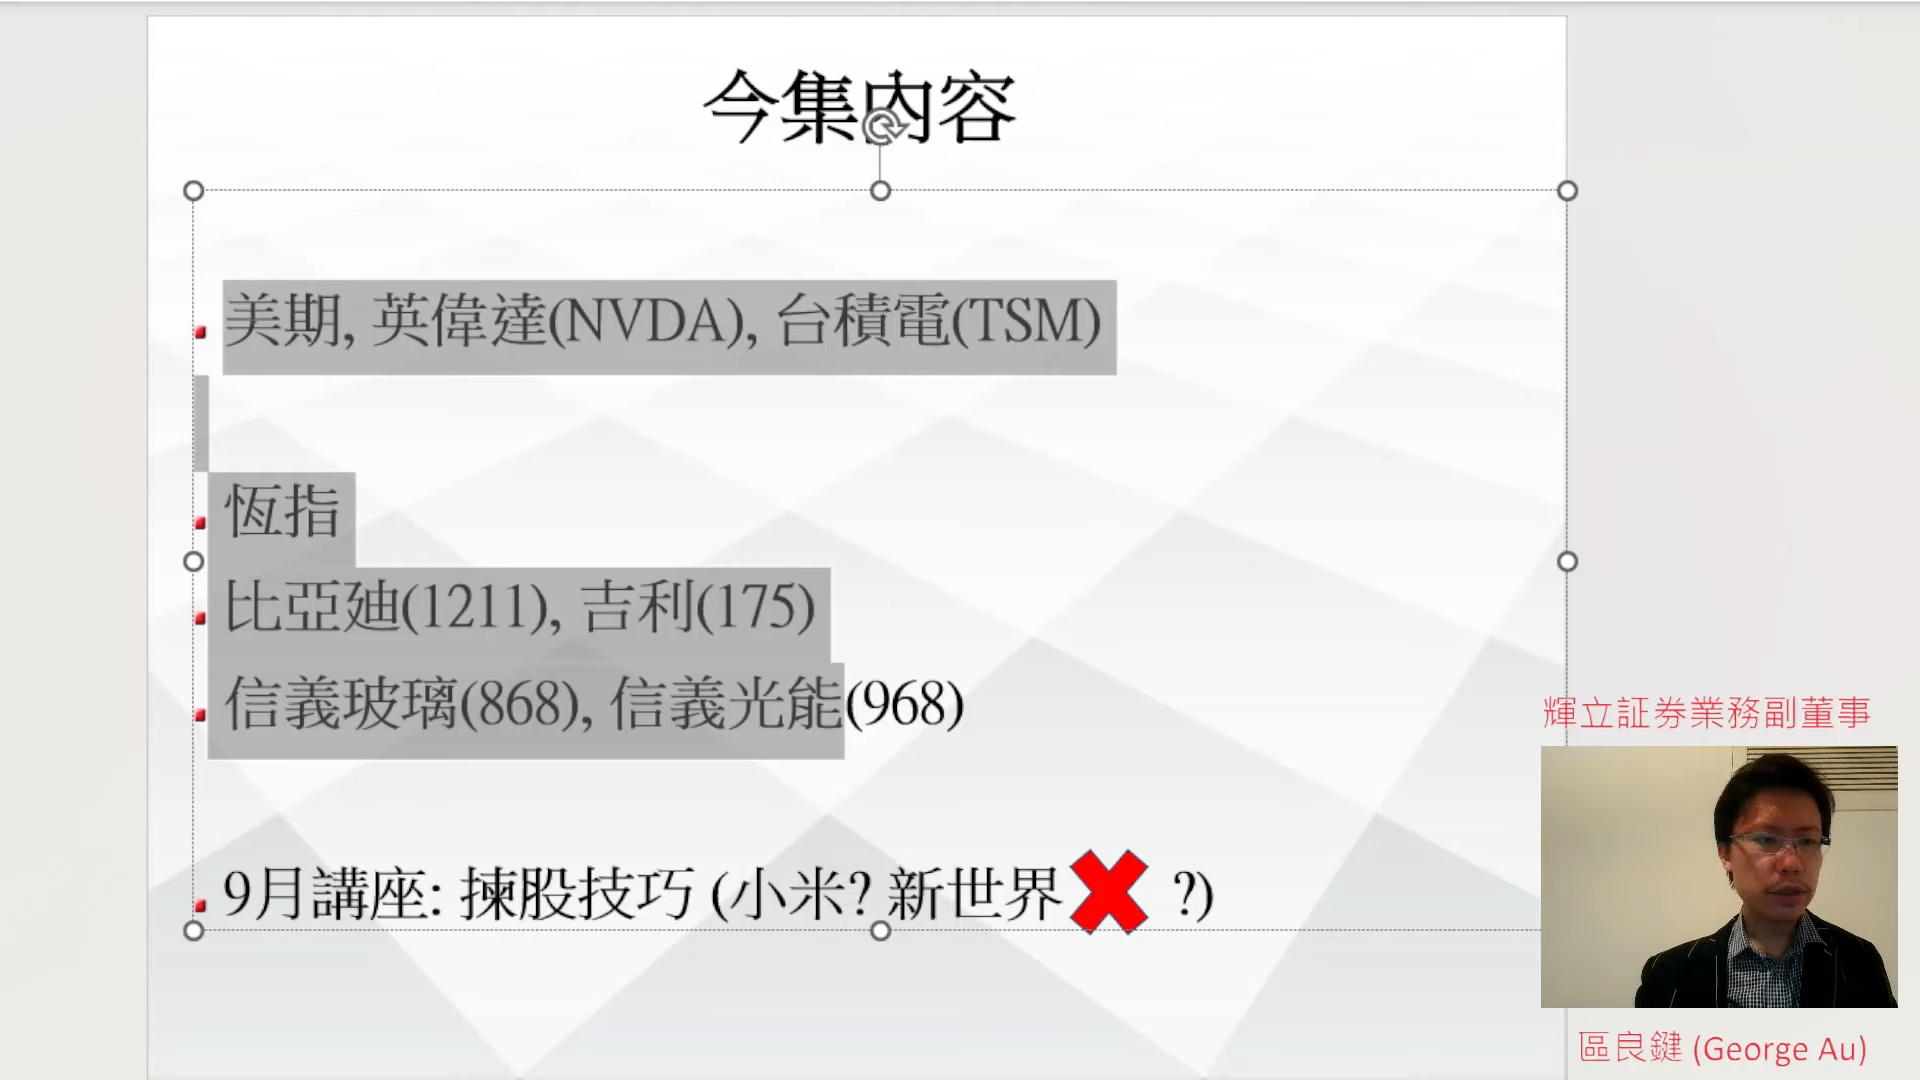 今集內容
美期, 英偉達(NVDA), 台積電(TSM)
恆指
比亞廸(1211), 吉利(175)
信義玻璃(868), 信義光能(968)
9月講座: 揀股技巧 (小米? 新世界 ?)
輝立証券業務副董事
區良鍵 (George Au)